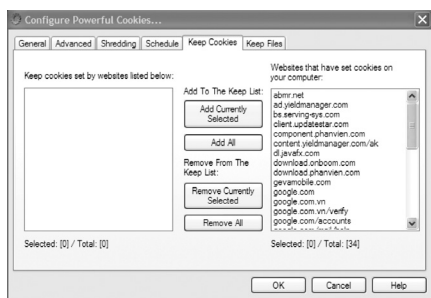 Configure Powerful Cookies...
General
Advanced
Shredding
Schedule
Keep Cookies
Keep Files
Keep cookies set by websites listed below:
Selected: [0] / Total: [0]
Add To The Keep List:
Add Currently
Selected
Add All
Remove From The
Keep List:
Remove Currently
Selected
Remove All
Websites that have set cookies on
your computer:
abmr.net
ad.yieldmanager.com
bs.serving-sys.com
client.updatestar.com
component.phanvien.com
content.yieldmanager.com/ak
dl.javafx.com
download.onboom.com
download.phanvien.com
gevamobile.com
google.com
google.com.vn
google.com.vn/verify
google.com/accounts
Selected: [0] / Total: [34]
OK
Cancel
Help